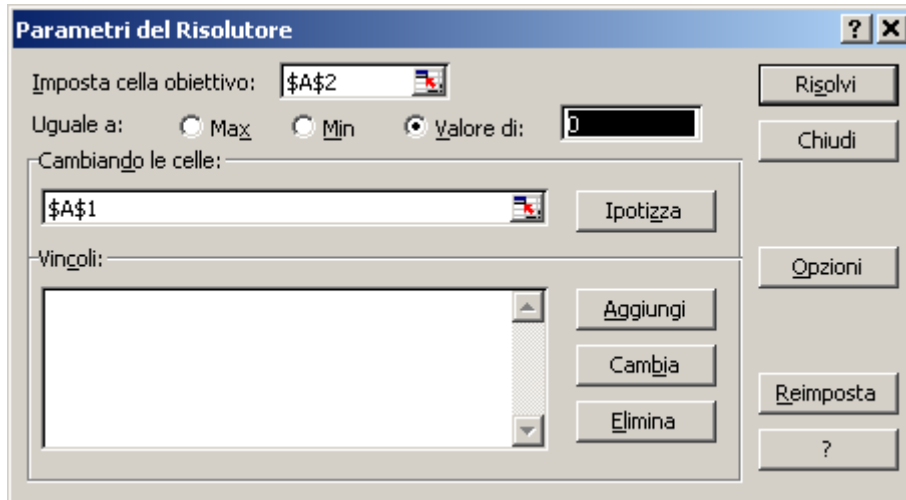 Parametri del Risolutore
? X
Imposta cella obiettivo: $A$2
Risolvi
Uguale a: Max Min Valore di: 0
Chiudi
Cambiando le celle:
$A$1
Ipotizza
Vincoli:
Opzioni
Aggiungi
Cambia
Reimposta
Elimina
?